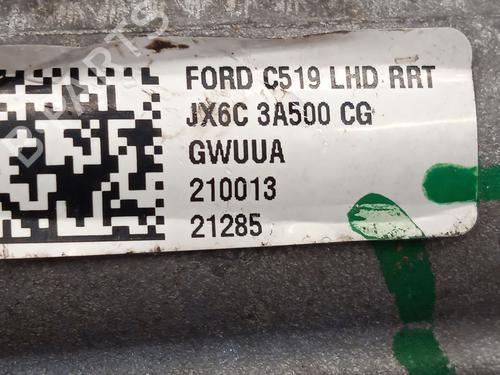 FORD C519 LHD RRT
JX6C 3A500 CG
GWUUA
210013
21285